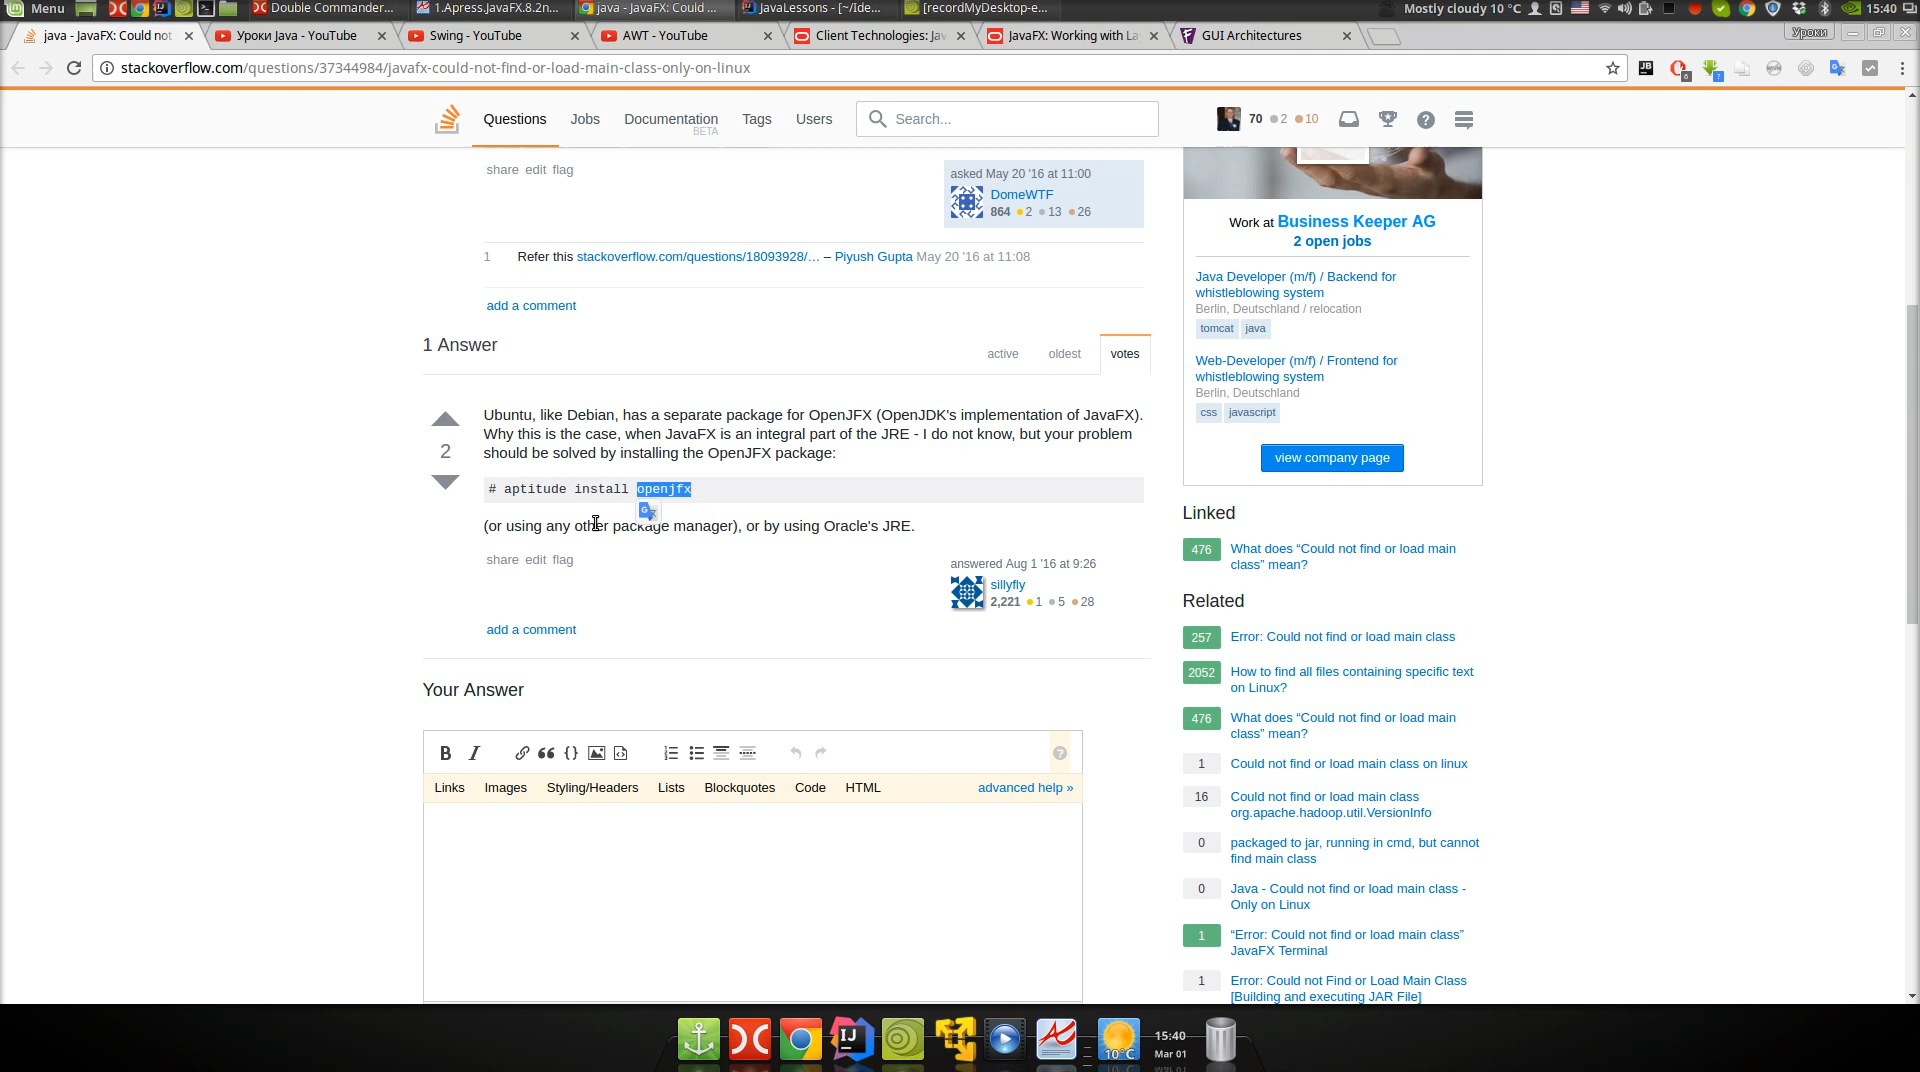 Menu
Double Commander...
1.Apress.JavaFX.8.2n...
java - JavaFX: Could ...
JavaLessons - [~/Ide...
[recordMyDesktop-e...
Mostly cloudy 10 °C
15:40
java - JavaFX: Could not
Уроки Java - YouTube
Swing - YouTube
AWT - YouTube
Client Technologies: Jav
JavaFX: Working with La
GUI Architectures
Уроки
stackoverflow.com/questions/37344984/javafx-could-not-find-or-load-main-class-only-on-linux
Questions
Jobs
Documentation
BETA
Tags
Users
Search...
70 2 10
share edit flag
asked May 20 '16 at 11:00
DomeWTF
864 2 13 26
1 Refer this stackoverflow.com/questions/18093928/... – Piyush Gupta May 20 '16 at 11:08
add a comment
1 Answer
active
oldest
votes
2
Ubuntu, like Debian, has a separate package for OpenJFX (OpenJDK's implementation of JavaFX).
Why this is the case, when JavaFX is an integral part of the JRE - I do not know, but your problem
should be solved by installing the OpenJFX package:
# aptitude install openjfx
(or using any other package manager), or by using Oracle's JRE.
share edit flag
answered Aug 1 '16 at 9:26
sillyfly
2,221 1 5 28
add a comment
Your Answer
Links
Images
Styling/Headers
Lists
Blockquotes
Code
HTML
advanced help »
Work at Business Keeper AG
2 open jobs
Java Developer (m/f) / Backend for
whistleblowing system
Berlin, Deutschland / relocation
tomcat java
Web-Developer (m/f) / Frontend for
whistleblowing system
Berlin, Deutschland
css javascript
view company page
Linked
476 What does “Could not find or load main
class” mean?
Related
257 Error: Could not find or load main class
2052 How to find all files containing specific text
on Linux?
476 What does “Could not find or load main
class” mean?
1 Could not find or load main class on linux
16 Could not find or load main class
org.apache.hadoop.util.VersionInfo
0 packaged to jar, running in cmd, but cannot
find main class
0 Java - Could not find or load main class -
Only on Linux
1 “Error: Could not find or load main class”
JavaFX Terminal
1 Error: Could not Find or Load Main Class
[Building and executing JAR File]
10°C
15:40
Mar 01